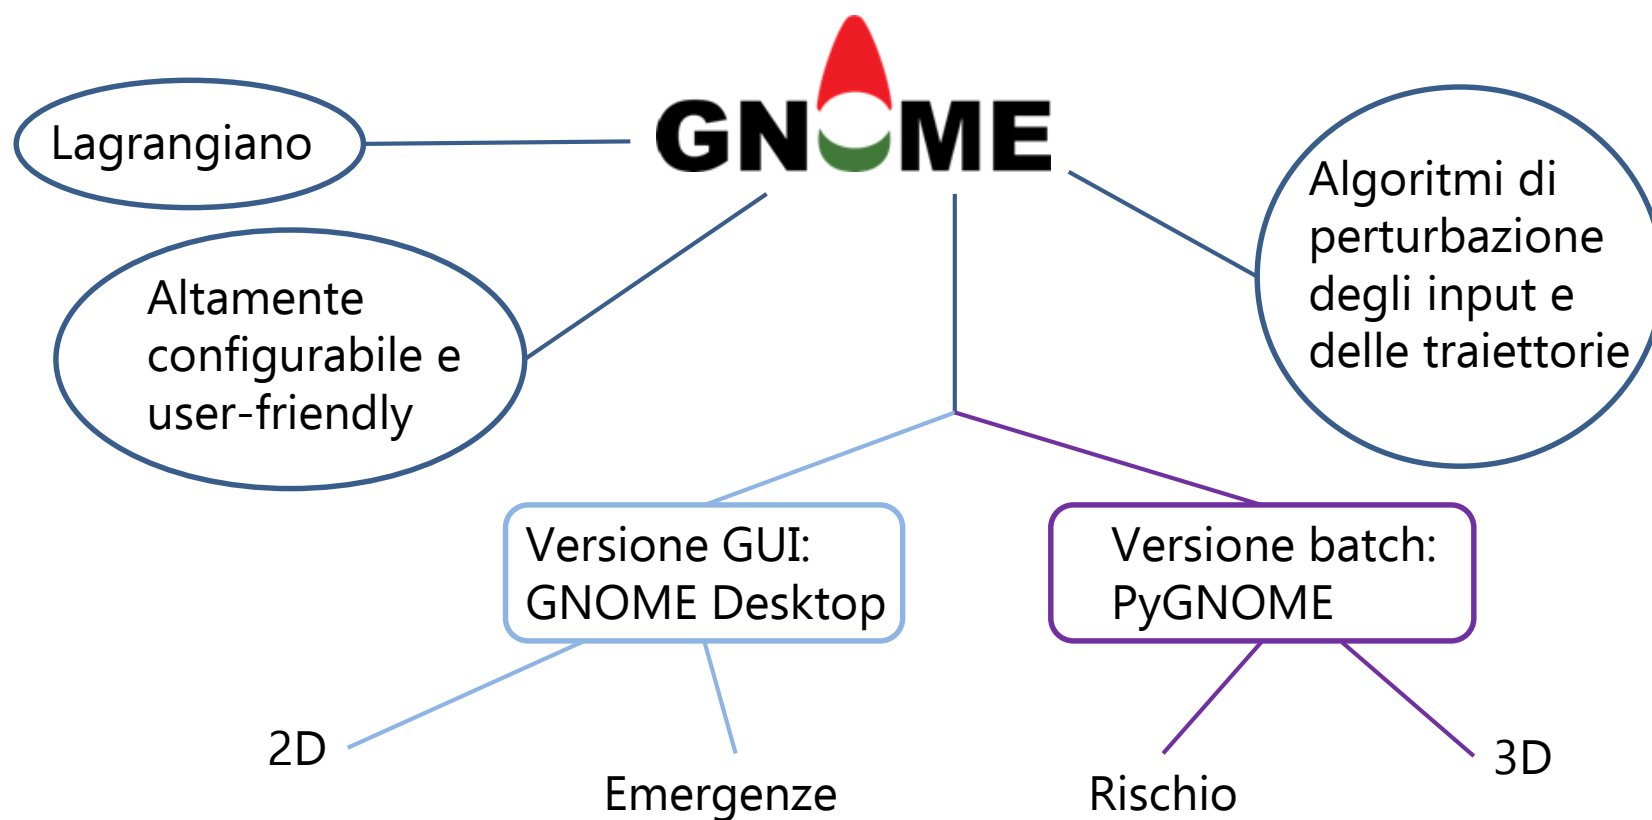 GNOME
Lagrangiano
Altamente
configurabile e
user-friendly
Algoritmi di
perturbazione
degli input e
delle traiettorie
Versione GUI:
GNOME Desktop
Versione batch:
PyGNOME
2D
Emergenze
Rischio
3D